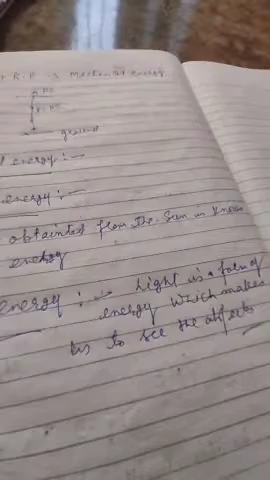 K.E is mechanical energy
P.E
ground
energy :-
energy :-
obtainted from the sun is known
energy
energy : → Light is a form of
energy which makes
us to see the objects